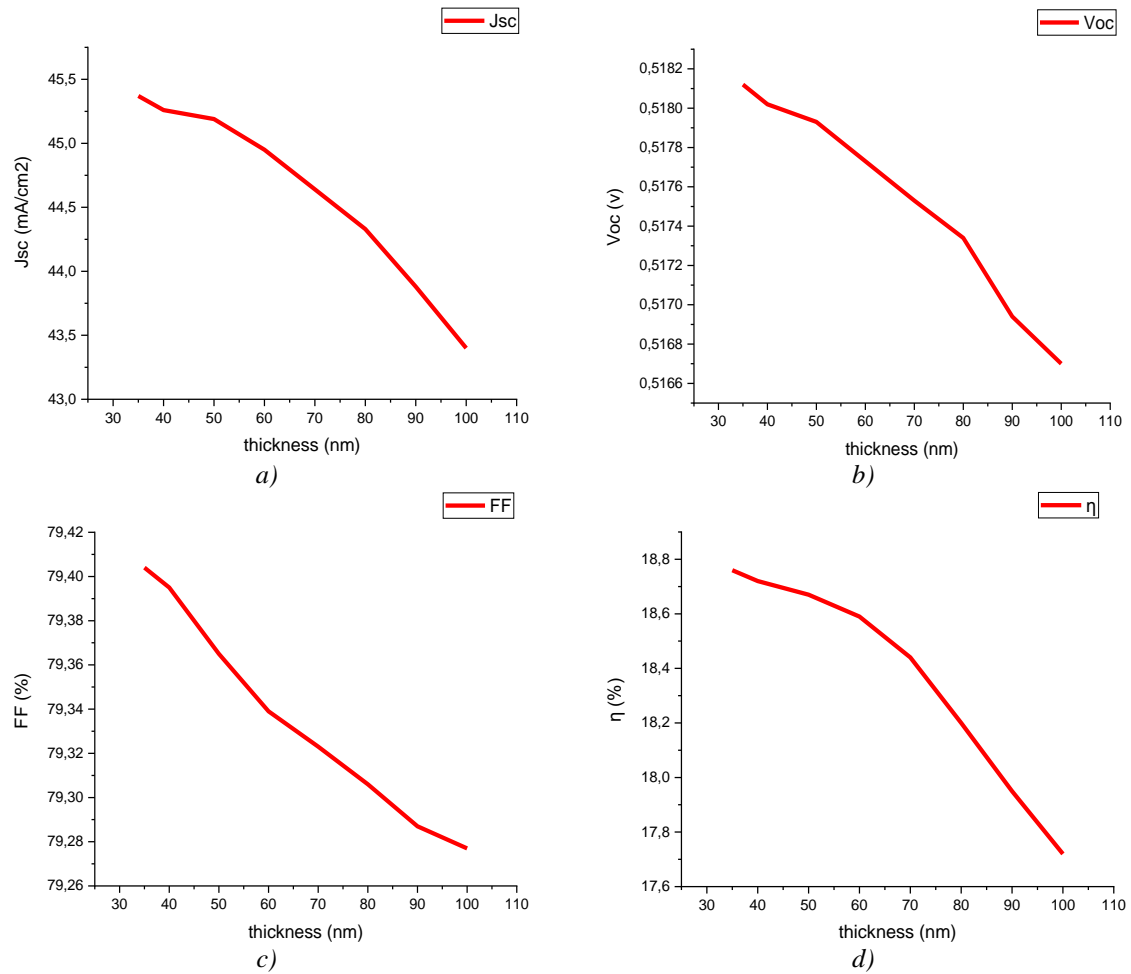 Jsc
45,5
45,0
44,5
44,0
43,5
43,0
Jsc (mA/cm2)
30 40 50 60 70 80 90 100 110
thickness (nm)
a)
Voc
0,5182
0,5180
0,5178
0,5176
0,5174
0,5172
0,5170
0,5168
0,5166
Voc (v)
30 40 50 60 70 80 90 100 110
thickness (nm)
b)
FF
79,42
79,40
79,38
79,36
79,34
79,32
79,30
79,28
79,26
FF (%)
30 40 50 60 70 80 90 100 110
thickness (nm)
c)
η
18,8
18,6
18,4
18,2
18,0
17,8
17,6
η (%)
30 40 50 60 70 80 90 100 110
thickness (nm)
d)